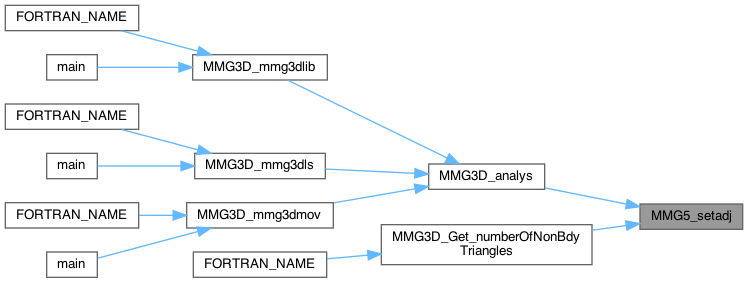 FORTRAN_NAME
main
MMG3D_mmg3dlib
FORTRAN_NAME
main
MMG3D_mmg3dls
MMG3D_analys
FORTRAN_NAME
MMG3D_mmg3dmov
MMG5_setadj
main
FORTRAN_NAME
MMG3D_Get_numberOfNonBdy
Triangles